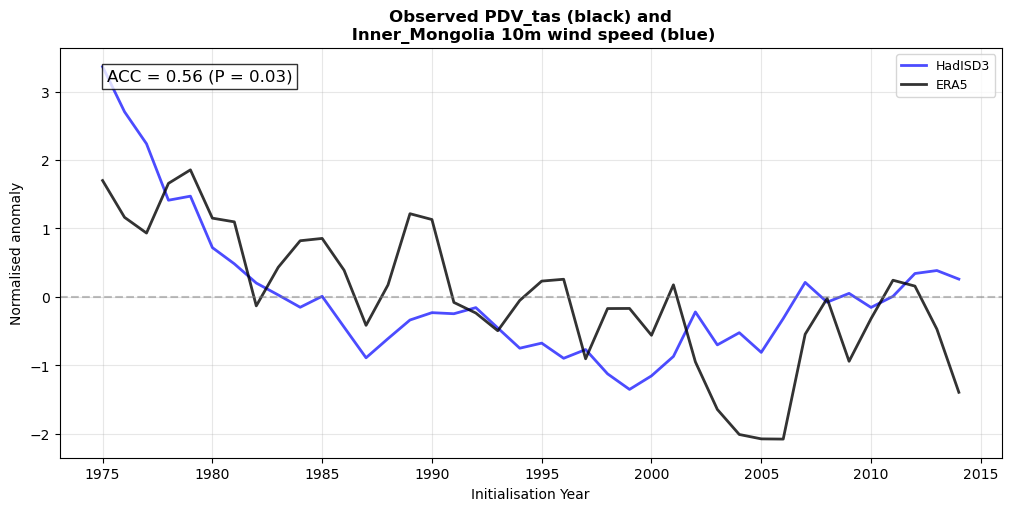 Observed PDV_tas (black) and
Inner_Mongolia 10m wind speed (blue)
ACC = 0.56 (P = 0.03)
HadISD3
ERA5
Normalised anomaly
3
2
1
0
−1
−2
1975 1980 1985 1990 1995 2000 2005 2010 2015
Initialisation Year